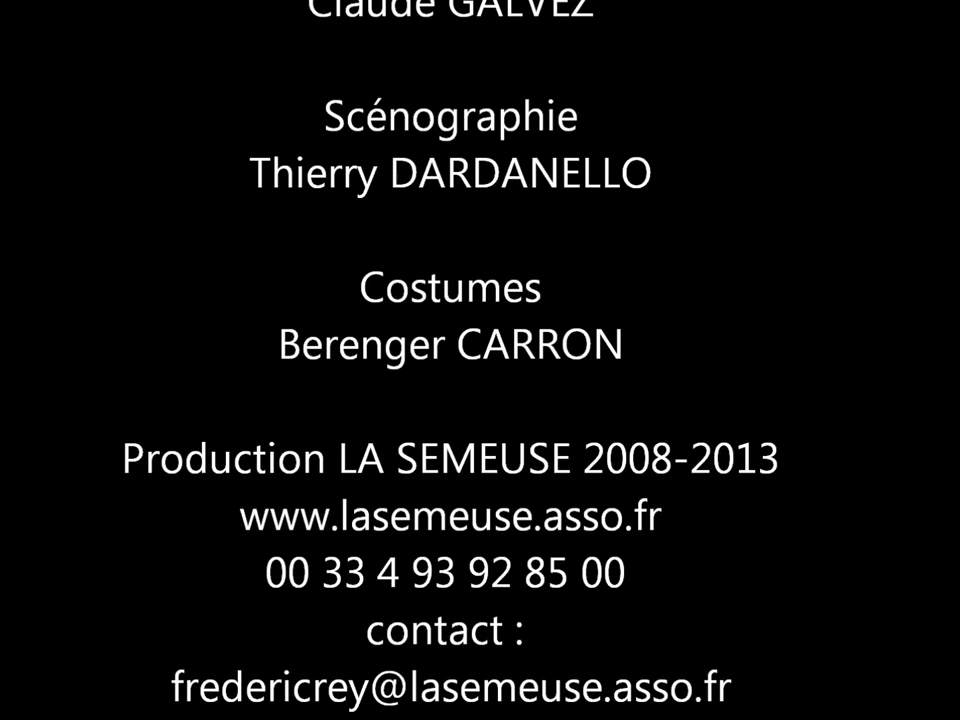 Claude GALVEZ
Scénographie
Thierry DARDANELLO
Costumes
Berenger CARRON
Production LA SEMEUSE 2008-2013
www.lasemeuse.asso.fr
00 33 4 93 92 85 00
contact :
fredericrey@lasemeuse.asso.fr